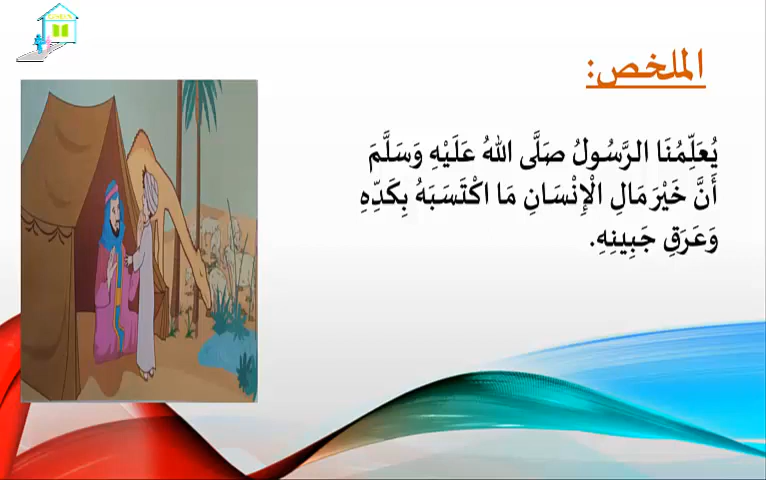 الملخص:
يُعَلِّمُنَا الرَّسُولُ صَلَّى اللهُ عَلَيْهِ وَسَلَّمَ
أَنَّ خَيْرَ مَالِ الْإِنْسَانِ مَا اكْتَسَبَهُ بِكَدِّهِ
وَعَرَقِ جَبِينِهِ.